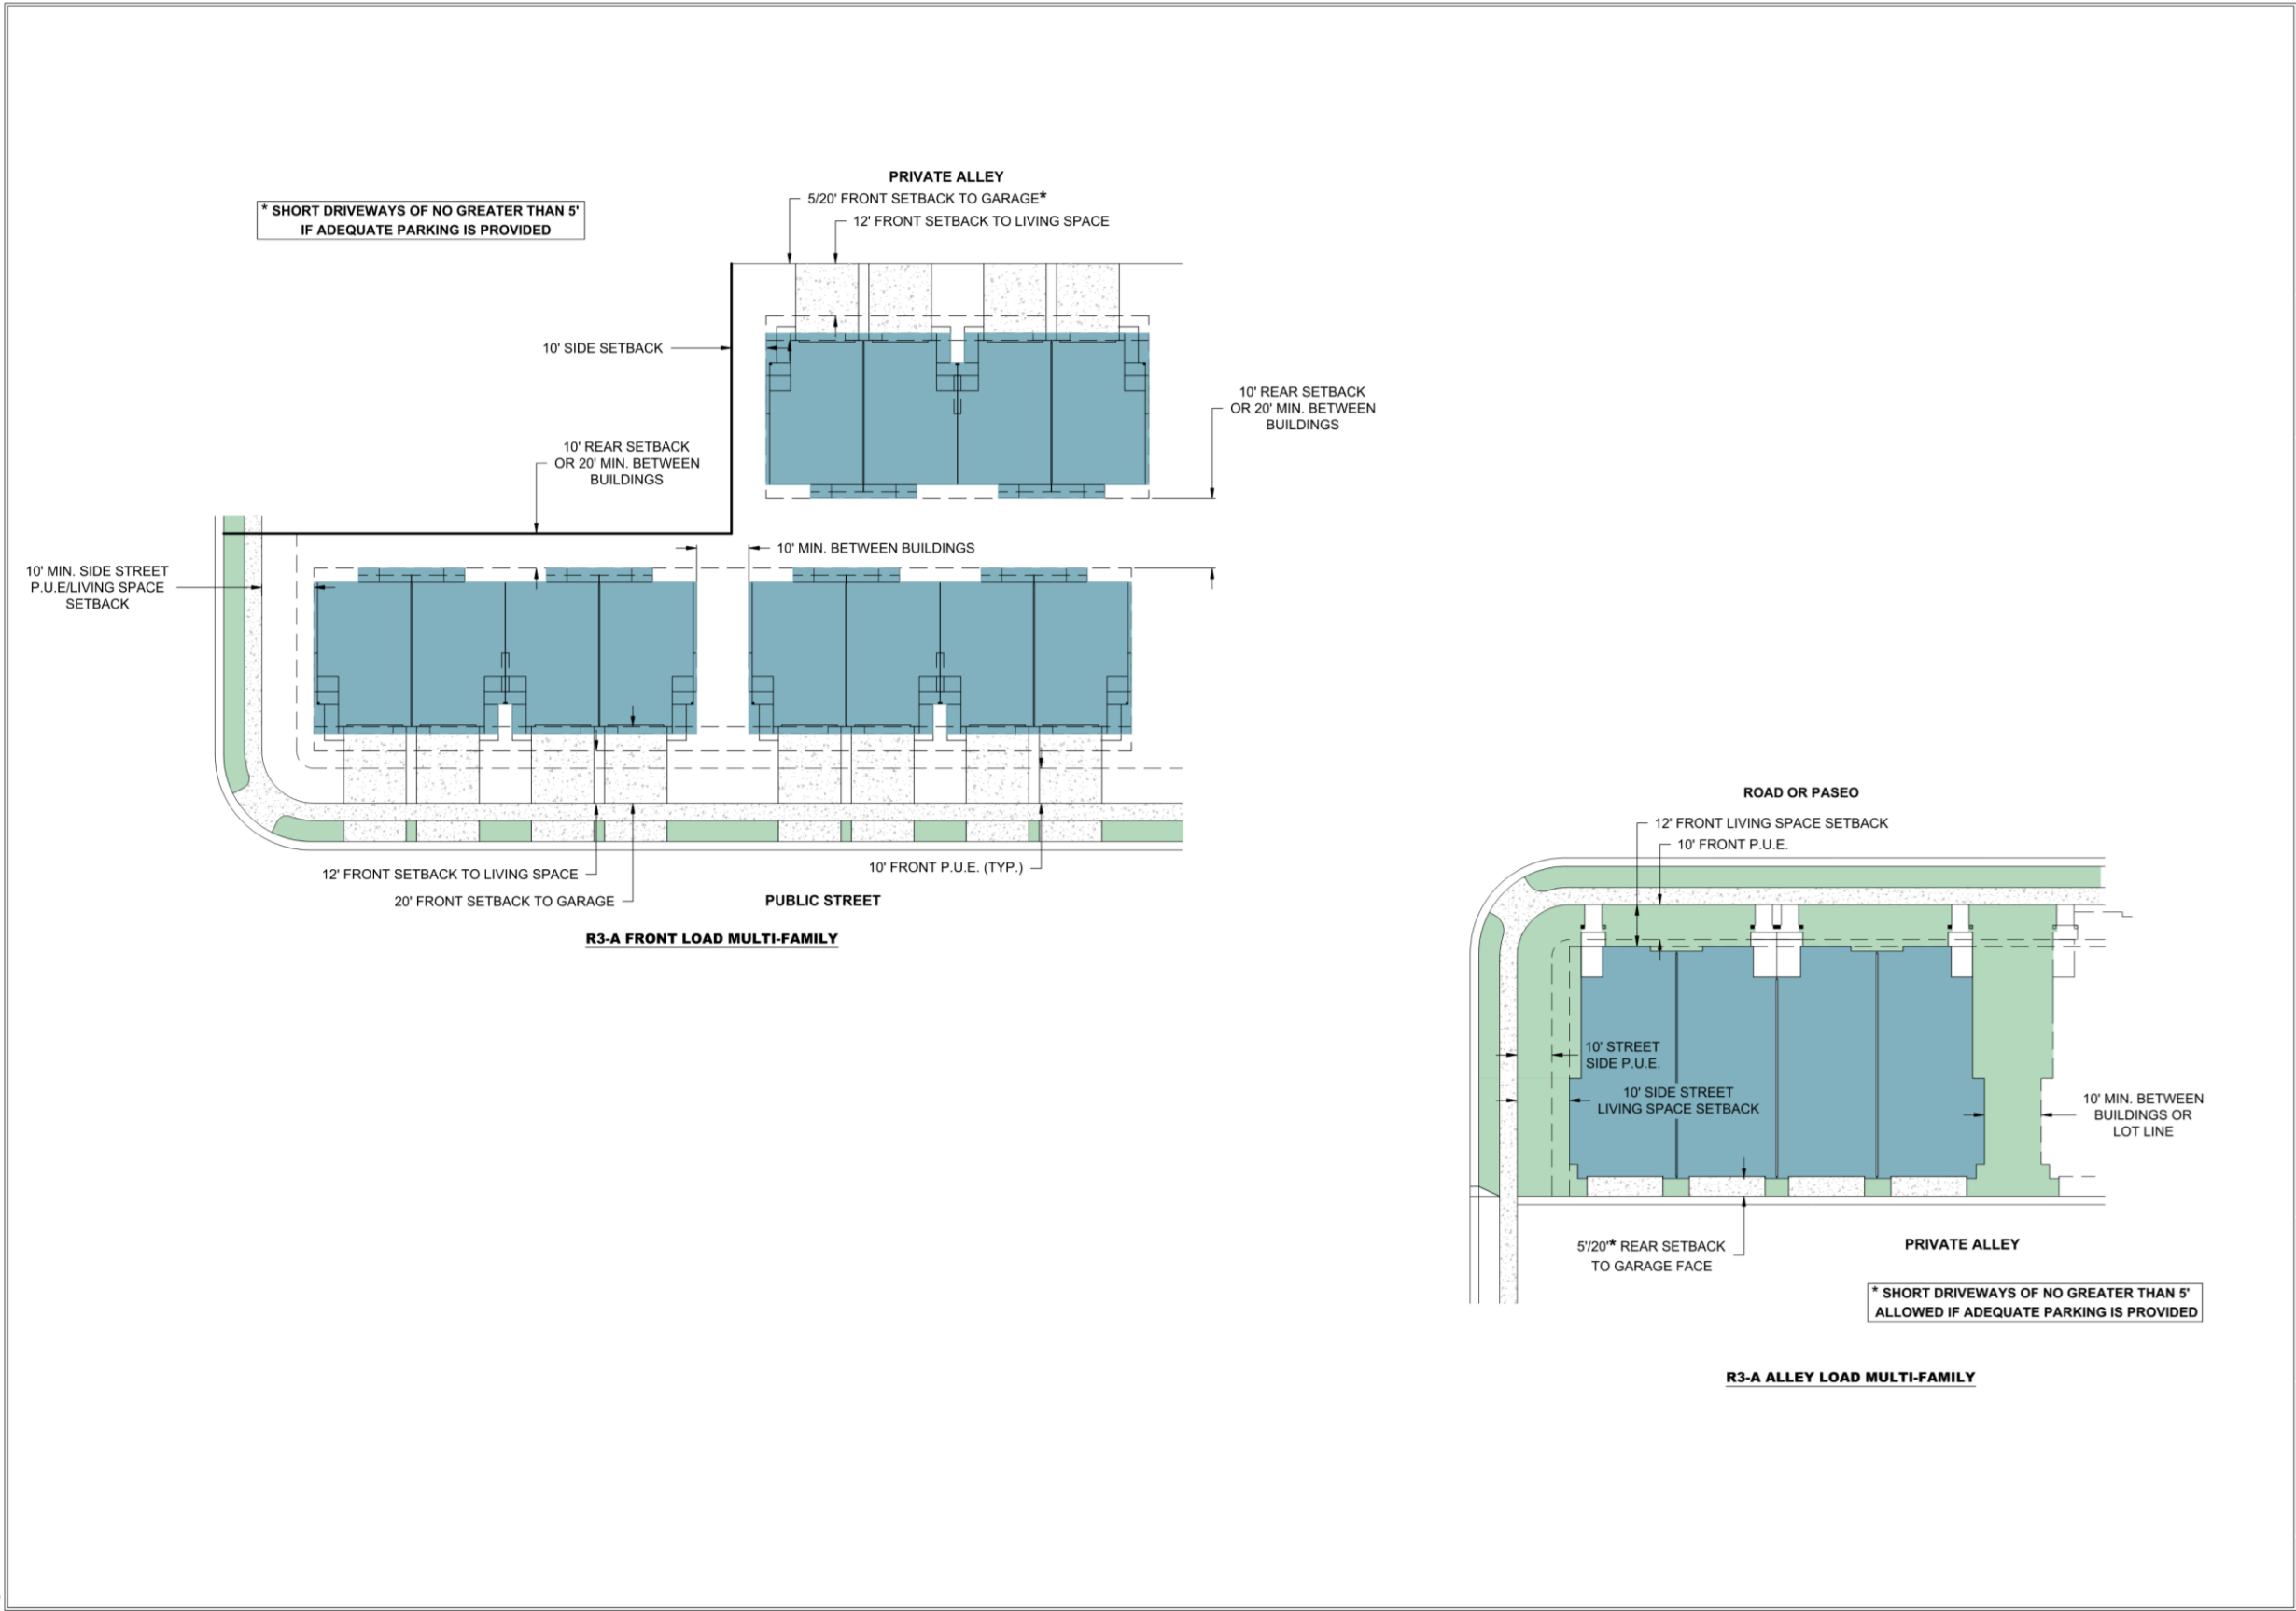 PRIVATE ALLEY
5/20' FRONT SETBACK TO GARAGE*
12' FRONT SETBACK TO LIVING SPACE
* SHORT DRIVEWAYS OF NO GREATER THAN 5'
IF ADEQUATE PARKING IS PROVIDED
10' SIDE SETBACK
10' REAR SETBACK
OR 20' MIN. BETWEEN
BUILDINGS
10' REAR SETBACK
OR 20' MIN. BETWEEN
BUILDINGS
10' MIN. BETWEEN BUILDINGS
10' MIN. SIDE STREET
P.U.E/LIVING SPACE
SETBACK
12' FRONT SETBACK TO LIVING SPACE
20' FRONT SETBACK TO GARAGE
10' FRONT P.U.E. (TYP.)
PUBLIC STREET
R3-A FRONT LOAD MULTI-FAMILY
ROAD OR PASEO
12' FRONT LIVING SPACE SETBACK
10' FRONT P.U.E.
10' STREET
SIDE P.U.E.
10' SIDE STREET
LIVING SPACE SETBACK
10' MIN. BETWEEN
BUILDINGS OR
LOT LINE
5'/20'* REAR SETBACK
TO GARAGE FACE
PRIVATE ALLEY
* SHORT DRIVEWAYS OF NO GREATER THAN 5'
ALLOWED IF ADEQUATE PARKING IS PROVIDED
R3-A ALLEY LOAD MULTI-FAMILY